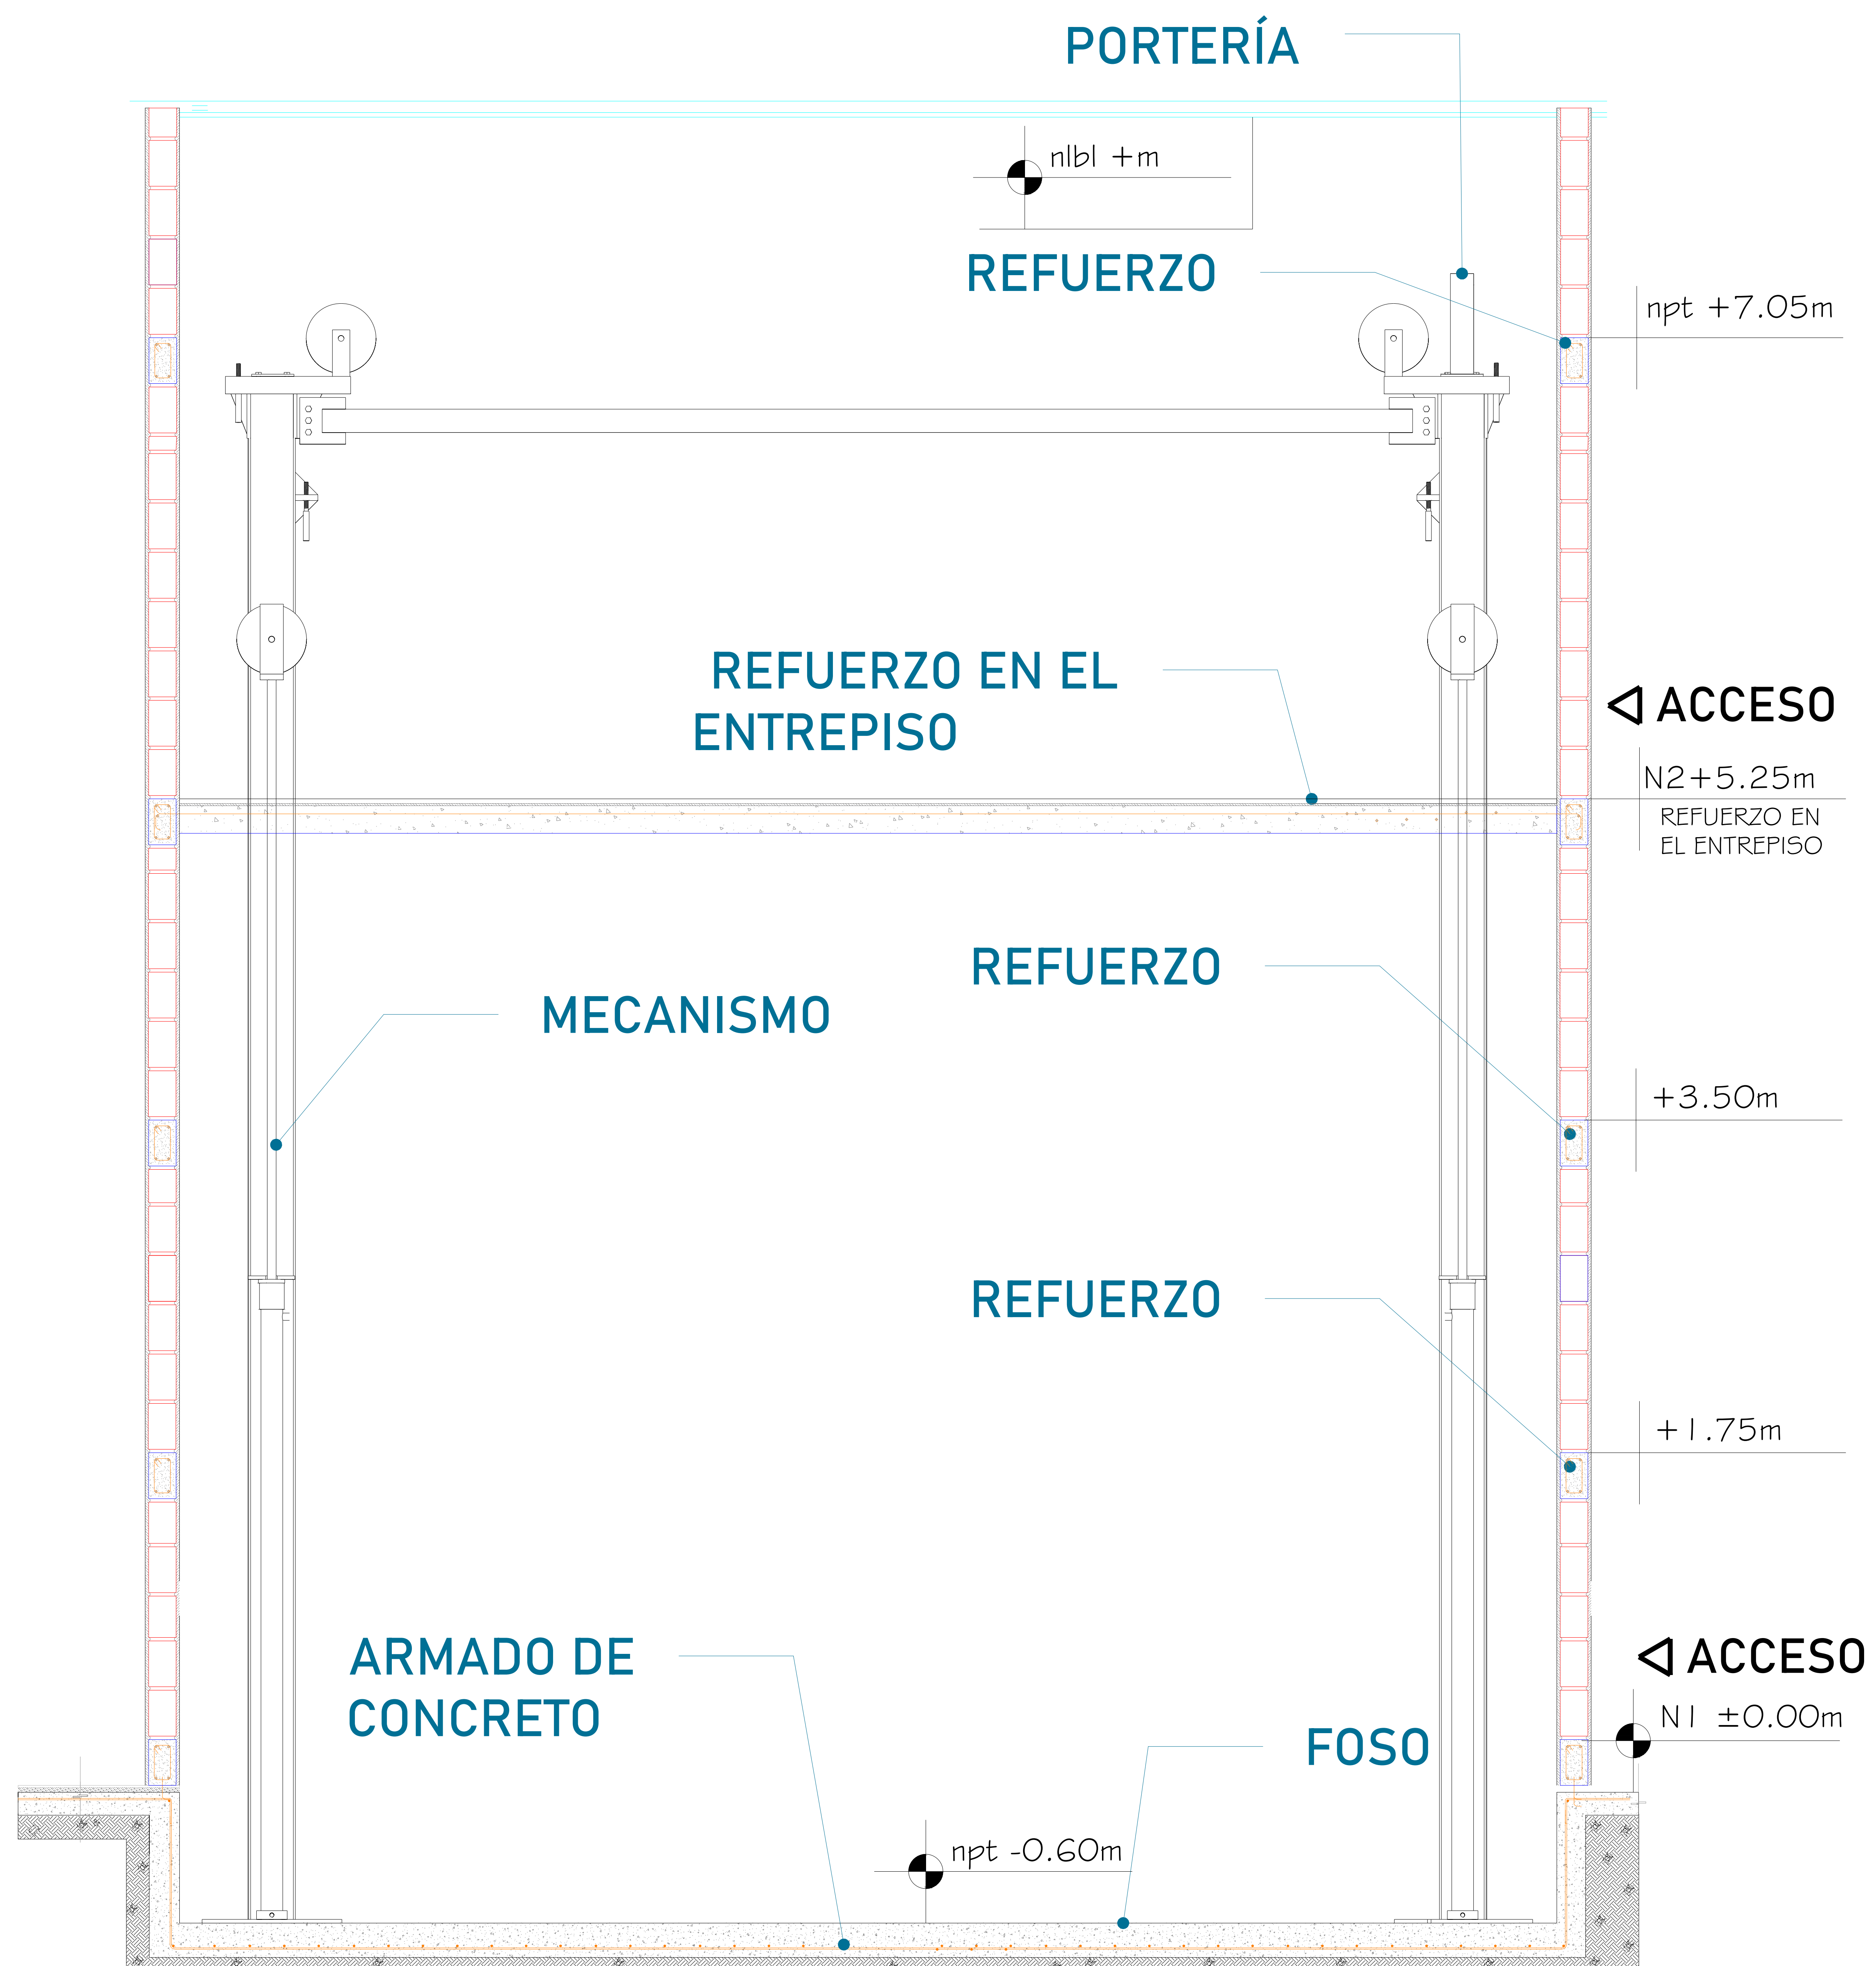 PORTERÍA
nlbl +m
REFUERZO
npt +7.05m
REFUERZO EN EL
ENTREPISO
ACCESO
N2+5.25m
REFUERZO EN
EL ENTREPISO
REFUERZO
MECANISMO
+3.50m
REFUERZO
+1.75m
ARMADO DE
CONCRETO
ACCESO
N1 ±0.00m
FOSO
npt -0.60m